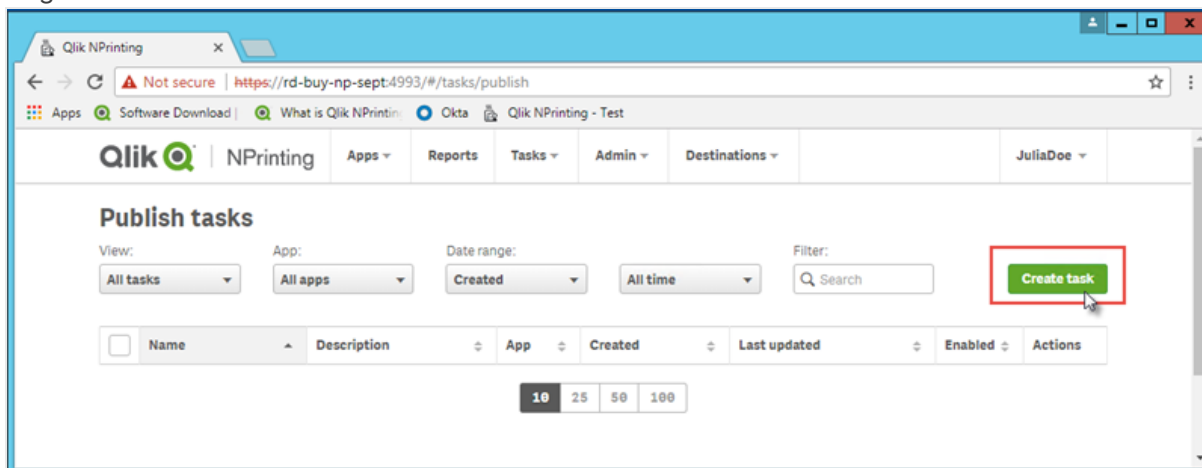 Qlik NPrinting
Not secure | https://rd-buy-np-sept:4993/#/tasks/publish
Apps Software Download | What is Qlik NPrinting Okta Qlik NPrinting - Test
Qlik NPrinting Apps Reports Tasks Admin Destinations JuliaDoe
Publish tasks
View: App: Date range: Filter:
All tasks All apps Created All time Search Create task
Name Description App Created Last updated Enabled Actions
10 25 50 100